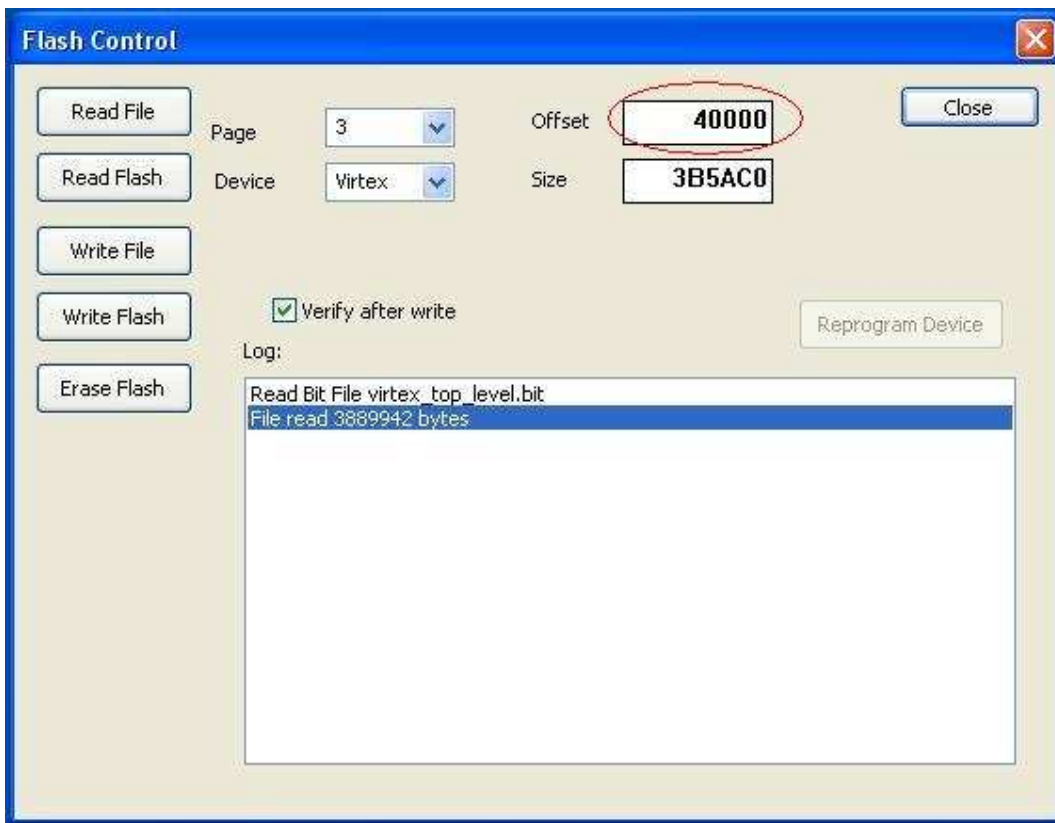 Flash Control
Read File
Page
3
Offset
40000
Close
Read Flash
Device
Virtex
Size
3B5AC0
Write File
Write Flash
Verify after write
Reprogram Device
Log:
Erase Flash
Read Bit File virtex_top_level.bit
File read 3889942 bytes